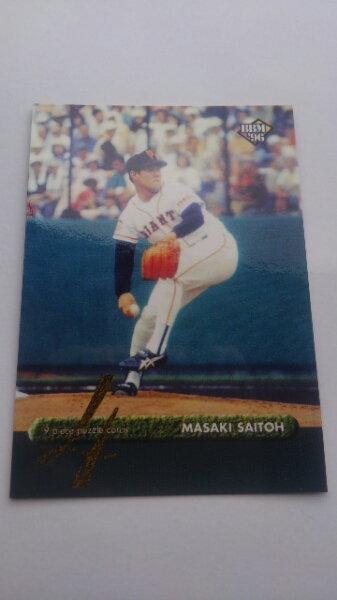 BBM
'96
GIANTS
9 piece puzzle cards
MASAKI SAITOH